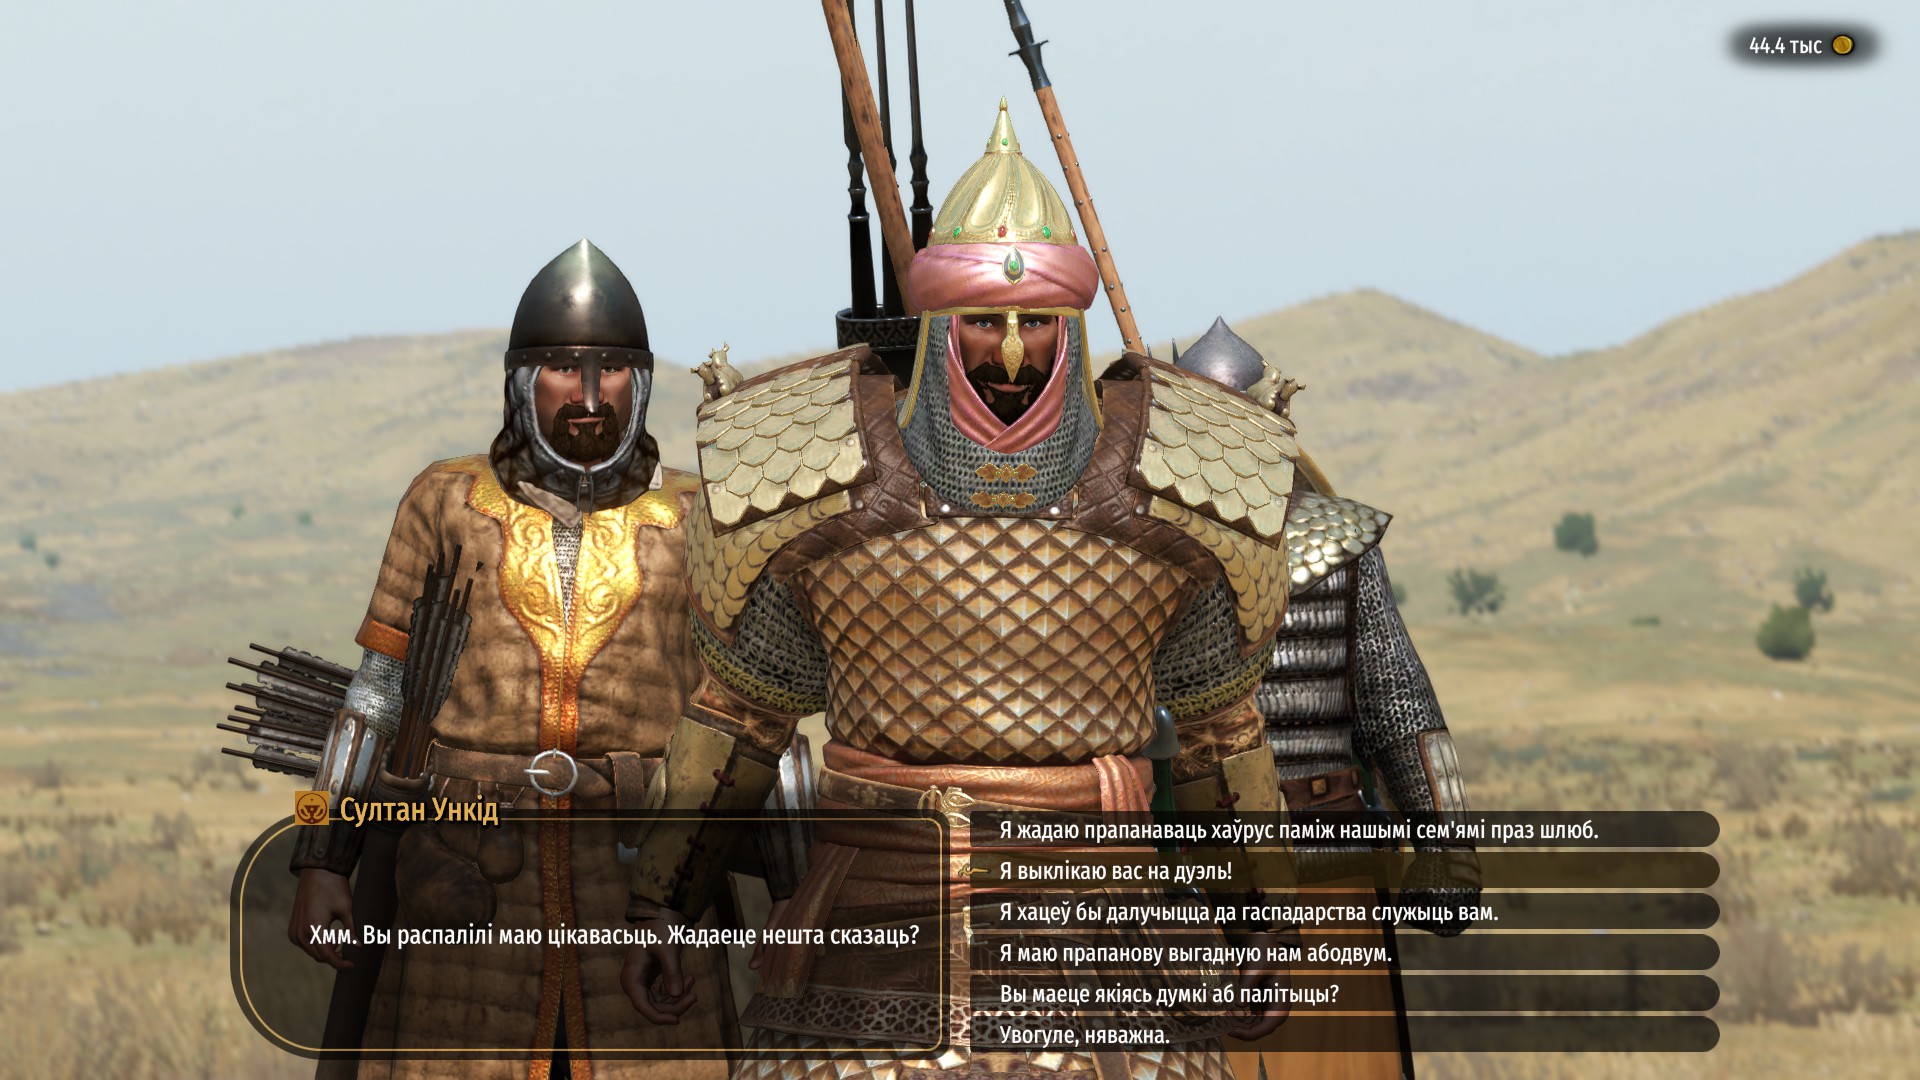 44.4 тыс
Султан Ункід
Хмм. Вы распалілі маю цікавасьць. Жадаеце нешта сказаць?
Я жадаю прапанаваць хаўрус паміж нашымі сем'ямі праз шлюб.
Я выклікаю вас на дуэль!
Я хацеў бы далучыцца да гаспадарства служыць вам.
Я маю прапанову выгадную нам абодвум.
Вы маеце якіясь думкі аб палітыцы?
Увогуле, няважна.